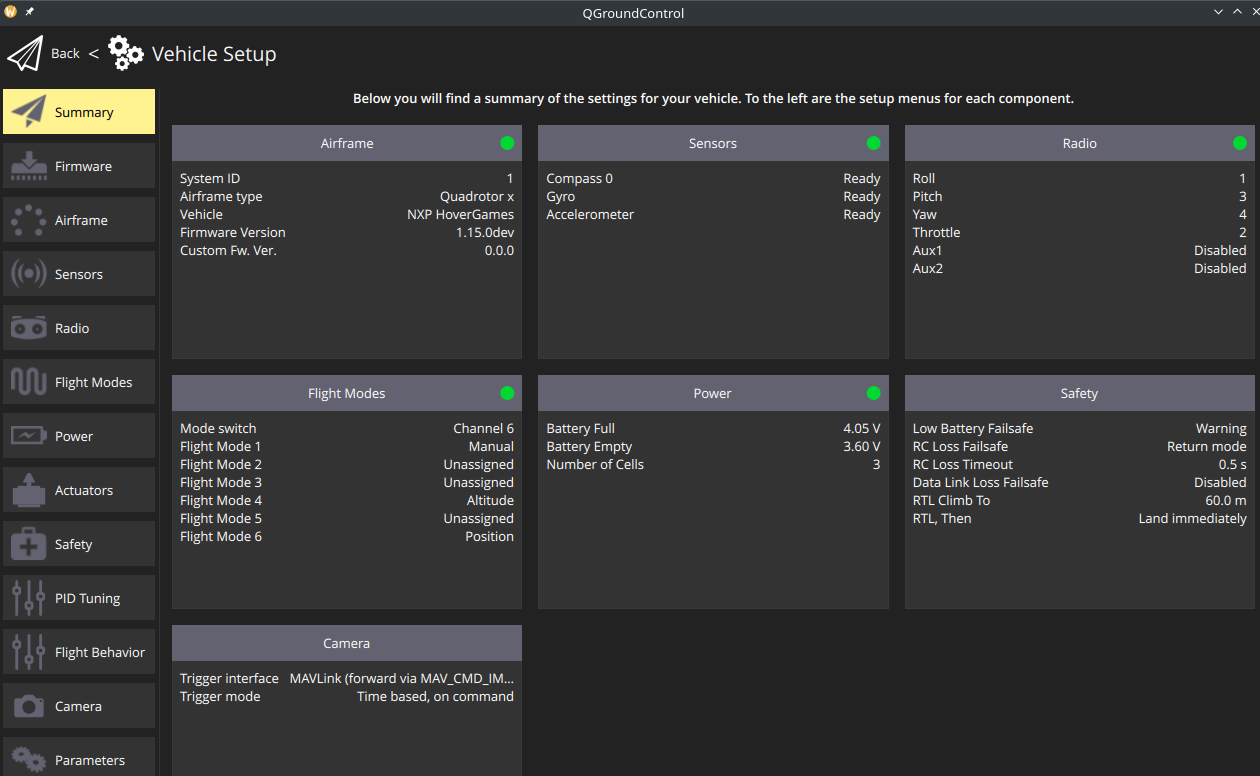 QGroundControl
Back < Vehicle Setup
Below you will find a summary of the settings for your vehicle. To the left are the setup menus for each component.
Summary
Firmware
Airframe
Sensors
Radio
Flight Modes
Power
Actuators
Safety
PID Tuning
Flight Behavior
Camera
Parameters
Airframe
System ID 1
Airframe type Quadrotor x
Vehicle NXP HoverGames
Firmware Version 1.15.0dev
Custom Fw. Ver. 0.0.0
Sensors
Compass 0 Ready
Gyro Ready
Accelerometer Ready
Radio
Roll 1
Pitch 3
Yaw 4
Throttle 2
Aux1 Disabled
Aux2 Disabled
Flight Modes
Mode switch Channel 6
Flight Mode 1 Manual
Flight Mode 2 Unassigned
Flight Mode 3 Unassigned
Flight Mode 4 Altitude
Flight Mode 5 Unassigned
Flight Mode 6 Position
Power
Battery Full 4.05 V
Battery Empty 3.60 V
Number of Cells 3
Safety
Low Battery Failsafe Warning
RC Loss Failsafe Return mode
RC Loss Timeout 0.5 s
Data Link Loss Failsafe Disabled
RTL Climb To 60.0 m
RTL, Then Land immediately
Camera
Trigger interface MAVLink (forward via MAV_CMD_IM...
Trigger mode Time based, on command